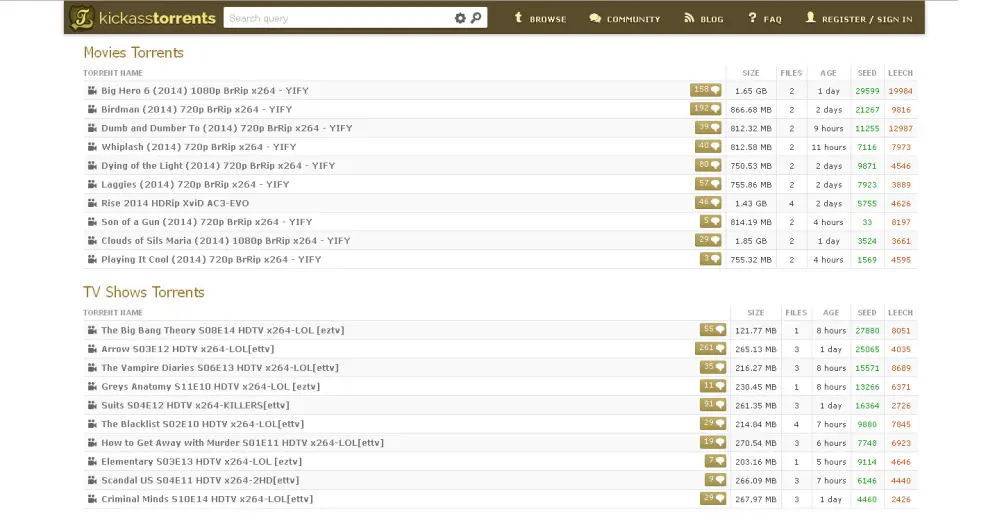 kickasstorrents Search query BROWSE COMMUNITY BLOG FAQ REGISTER / SIGN IN
Movies Torrents
TORRENT NAME SIZE FILES AGE SEED LEECH
Big Hero 6 (2014) 1080p BrRip x264 - YIFY 158 1.65 GB 2 1 day 29599 19984
Birdman (2014) 720p BrRip x264 - YIFY 192 866.68 MB 2 2 days 21267 9816
Dumb and Dumber To (2014) 720p BrRip x264 - YIFY 39 812.32 MB 2 9 hours 11255 12987
Whiplash (2014) 720p BrRip x264 - YIFY 40 812.58 MB 2 11 hours 7116 7973
Dying of the Light (2014) 720p BrRip x264 - YIFY 80 750.53 MB 2 2 days 9871 4546
Laggies (2014) 720p BrRip x264 - YIFY 57 755.86 MB 2 2 days 7923 3889
Rise 2014 HDRip XviD AC3-EVO 46 1.43 GB 4 2 days 5755 4626
Son of a Gun (2014) 720p BrRip x264 - YIFY 5 814.19 MB 2 4 hours 33 8197
Clouds of Sils Maria (2014) 1080p BrRip x264 - YIFY 29 1.85 GB 2 1 day 3524 3661
Playing It Cool (2014) 720p BrRip x264 - YIFY 3 755.32 MB 2 4 hours 1569 4595
TV Shows Torrents
TORRENT NAME SIZE FILES AGE SEED LEECH
The Big Bang Theory S08E14 HDTV x264-LOL [eztv] 55 121.77 MB 1 8 hours 27880 8051
Arrow S03E12 HDTV x264-LOL[ettv] 261 265.13 MB 3 1 day 25065 4035
The Vampire Diaries S06E13 HDTV x264-LOL[ettv] 35 216.27 MB 3 8 hours 15571 8689
Greys Anatomy S11E10 HDTV x264-LOL [eztv] 11 230.45 MB 1 8 hours 13266 6371
Suits S04E12 HDTV x264-KILLERS[ettv] 91 261.35 MB 3 1 day 16364 2726
The Blacklist S02E10 HDTV x264-LOL[ettv] 29 214.84 MB 4 7 hours 9880 7845
How to Get Away with Murder S01E11 HDTV x264-LOL[ettv] 19 270.54 MB 3 6 hours 7748 6923
Elementary S03E13 HDTV x264-LOL [eztv] 7 203.16 MB 1 5 hours 9114 4646
Scandal US S04E11 HDTV x264-2HD[ettv] 9 266.09 MB 3 7 hours 6146 4440
Criminal Minds S10E14 HDTV x264-LOL[ettv] 29 267.97 MB 3 1 day 4460 2426